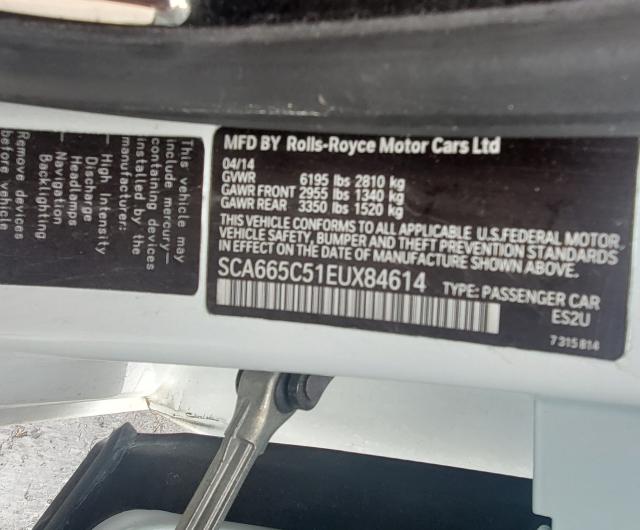 MFD BY Rolls-Royce Motor Cars Ltd
04/14
GVWR 6195 lbs 2810 kg
GAWR FRONT 2955 lbs 1340 kg
GAWR REAR 3350 lbs 1520 kg
THIS VEHICLE CONFORMS TO ALL APPLICABLE U.S.FEDERAL MOTOR
VEHICLE SAFETY, BUMPER AND THEFT PREVENTION STANDARDS
IN EFFECT ON THE DATE OF MANUFACTURE SHOWN ABOVE.
SCA665C51EUX84614
TYPE: PASSENGER CAR
ES2U
7 315 814
This vehicle may
include mercury-
containing devices
installed by the
manufacturer:
- High Intensity
Discharge
Headlamps
- Navigation
Backlighting
Remove devices
before vehicle